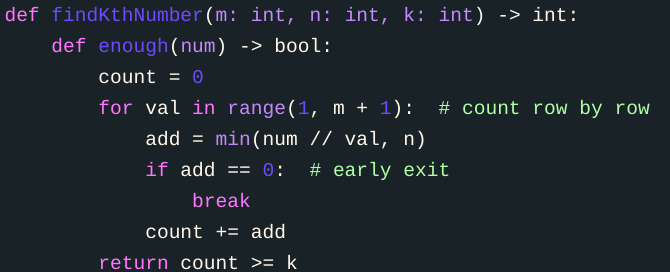 def findKthNumber(m: int, n: int, k: int) -> int:
    def enough(num) -> bool:
        count = 0
        for val in range(1, m + 1):  # count row by row
            add = min(num // val, n)
            if add == 0:  # early exit
                break
            count += add
        return count >= k